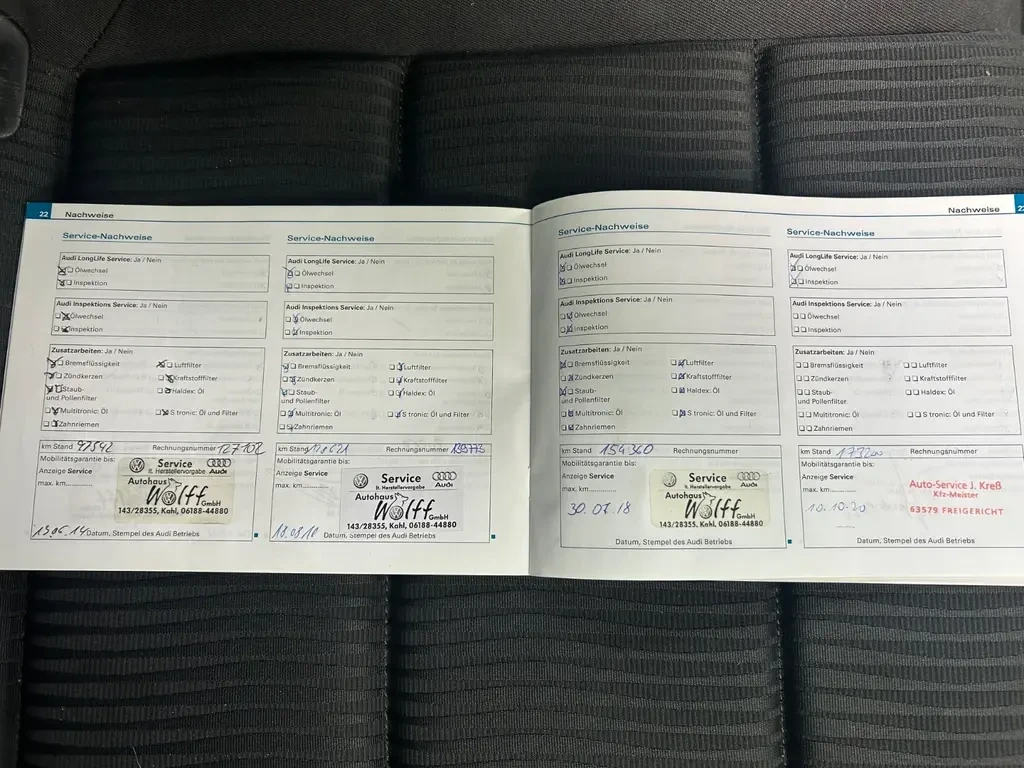 22 Nachweise
Service-Nachweise
Audi LongLife Service: Ja / Nein
Ölwechsel
Inspektion
Audi Inspektions Service: Ja / Nein
Ölwechsel
Inspektion
Zusatzarbeiten: Ja / Nein
Bremsflüssigkeit Luftfilter
Zündkerzen Kraftstofffilter
Staub- Haldex: Öl
und Pollenfilter
Multitronic: Öl S tronic: Öl und Filter
Zahnriemen
km Stand 97542 Rechnungsnummer 127102
Mobilitätsgarantie bis:
Anzeige Service
max. km
Service
lt. Herstellervorgabe Audi
Autohaus
Wolff
GmbH
143/28355, Kahl, 06188-44880
13.06.14 Datum, Stempel des Audi Betriebs
Service-Nachweise
Audi LongLife Service: Ja / Nein
Ölwechsel
Inspektion
Audi Inspektions Service: Ja / Nein
Ölwechsel
Inspektion
Zusatzarbeiten: Ja / Nein
Bremsflüssigkeit Luftfilter
Zündkerzen Kraftstofffilter
Staub- Haldex: Öl
und Pollenfilter
Multitronic: Öl S tronic: Öl und Filter
Zahnriemen
km Stand Rechnungsnummer
Mobilitätsgarantie bis:
Anzeige Service
max. km
Service
lt. Herstellervorgabe Audi
Autohaus
Wolff
GmbH
143/28355, Kahl, 06188-44880
Datum, Stempel des Audi Betriebs
Nachweise
Service-Nachweise
Audi LongLife Service: Ja / Nein
Ölwechsel
Inspektion
Audi Inspektions Service: Ja / Nein
Ölwechsel
Inspektion
Zusatzarbeiten: Ja / Nein
Bremsflüssigkeit Luftfilter
Zündkerzen Kraftstofffilter
Staub- Haldex: Öl
und Pollenfilter
Multitronic: Öl S tronic: Öl und Filter
Zahnriemen
km Stand 154360 Rechnungsnummer
Mobilitätsgarantie bis:
Anzeige Service
max. km
30.07.18
Service
lt. Herstellervorgabe Audi
Autohaus
Wolff
GmbH
143/28355, Kahl, 06188-44880
Datum, Stempel des Audi Betriebs
Service-Nachweise
Audi LongLife Service: Ja / Nein
Ölwechsel
Inspektion
Audi Inspektions Service: Ja / Nein
Ölwechsel
Inspektion
Zusatzarbeiten: Ja / Nein
Bremsflüssigkeit Luftfilter
Zündkerzen Kraftstofffilter
Staub- Haldex: Öl
und Pollenfilter
Multitronic: Öl S tronic: Öl und Filter
Zahnriemen
km Stand 173200 Rechnungsnummer
Mobilitätsgarantie bis:
Anzeige Service
max. km
10.10.20
Auto-Service J. Kreß
Kfz-Meister
63579 FREIGERICHT
Datum, Stempel des Audi Betriebs